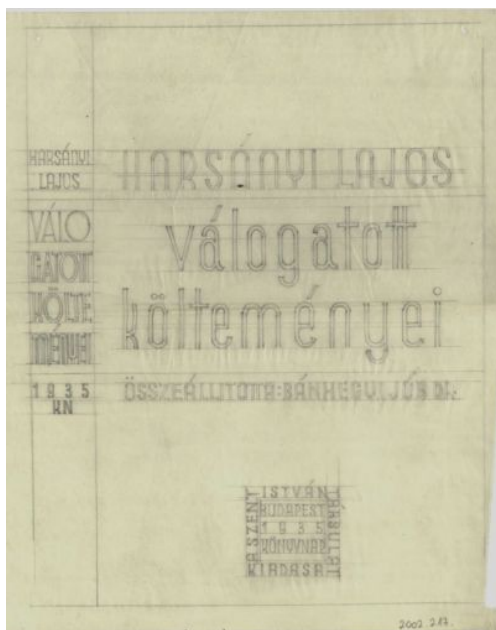 HARSÁNYI
LAJOS
VÁLO
GATOTT
KÖLTE
MÉNYEI
1935
KN
HARSÁNYI LAJOS
válogatott
költeményei
ÖSSZEÁLLITOTTA: BÁNHEGYI JÓB DR.
A SZENT
ISTVÁN
TÁRSULAT
BUDAPEST
1935
KÖNYVNAP
KIADÁSA
2002.217.